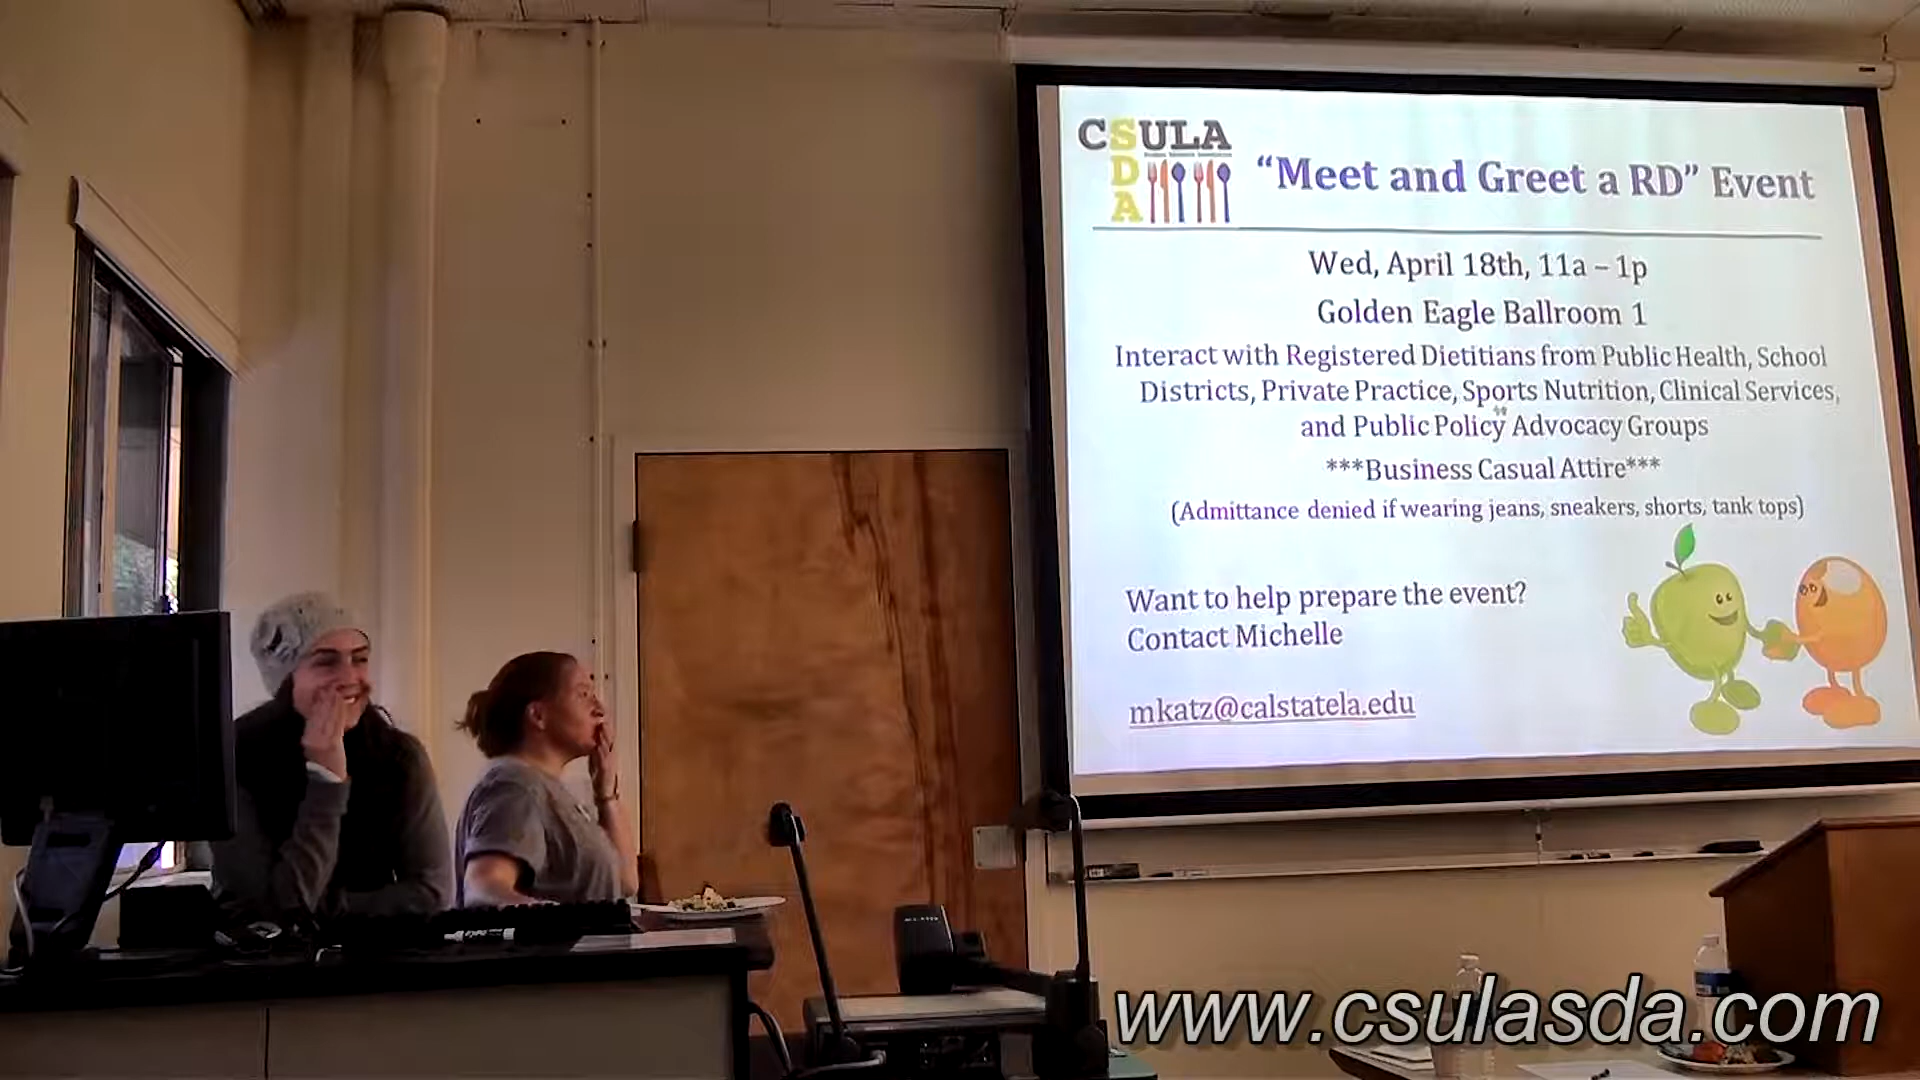 CSULA
SDA
“Meet and Greet a RD” Event
Wed, April 18th, 11a – 1p
Golden Eagle Ballroom 1
Interact with Registered Dietitians from Public Health, School
Districts, Private Practice, Sports Nutrition, Clinical Services,
and Public Policy Advocacy Groups
***Business Casual Attire***
(Admittance denied if wearing jeans, sneakers, shorts, tank tops)
Want to help prepare the event?
Contact Michelle
mkatz@calstatela.edu
www.csulasda.com